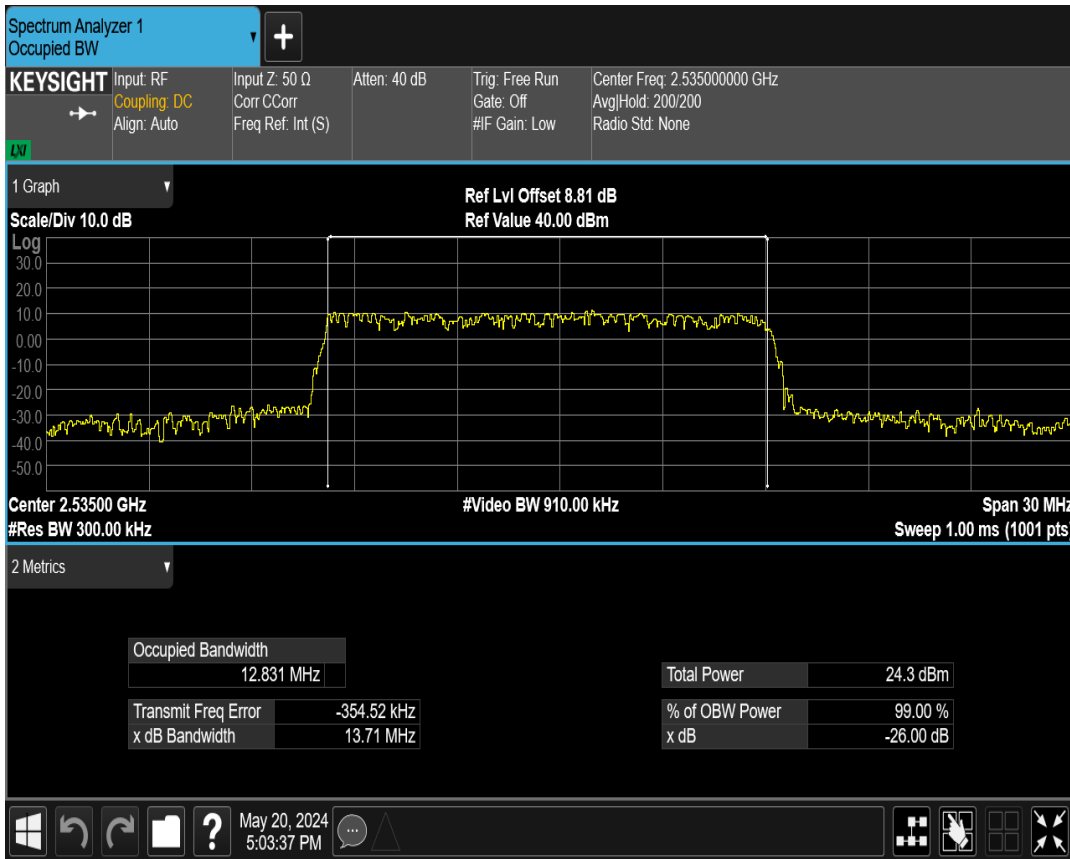 Spectrum Analyzer 1
Occupied BW
+
KEYSIGHT
LXI
Input: RF
Coupling: DC
Align: Auto
Input Z: 50 Ω
Corr CCorr
Freq Ref: Int (S)
Atten: 40 dB
Trig: Free Run
Gate: Off
#IF Gain: Low
Center Freq: 2.535000000 GHz
Avg|Hold: 200/200
Radio Std: None
1 Graph
Scale/Div 10.0 dB
Ref Lvl Offset 8.81 dB
Ref Value 40.00 dBm
Log
30.0
20.0
10.0
0.00
-10.0
-20.0
-30.0
-40.0
-50.0
Center 2.53500 GHz
#Video BW 910.00 kHz
Span 30 MHz
#Res BW 300.00 kHz
Sweep 1.00 ms (1001 pts)
2 Metrics
Occupied Bandwidth
12.831 MHz
Total Power 24.3 dBm
Transmit Freq Error -354.52 kHz
% of OBW Power 99.00 %
x dB Bandwidth 13.71 MHz
x dB -26.00 dB
?
May 20, 2024
5:03:37 PM